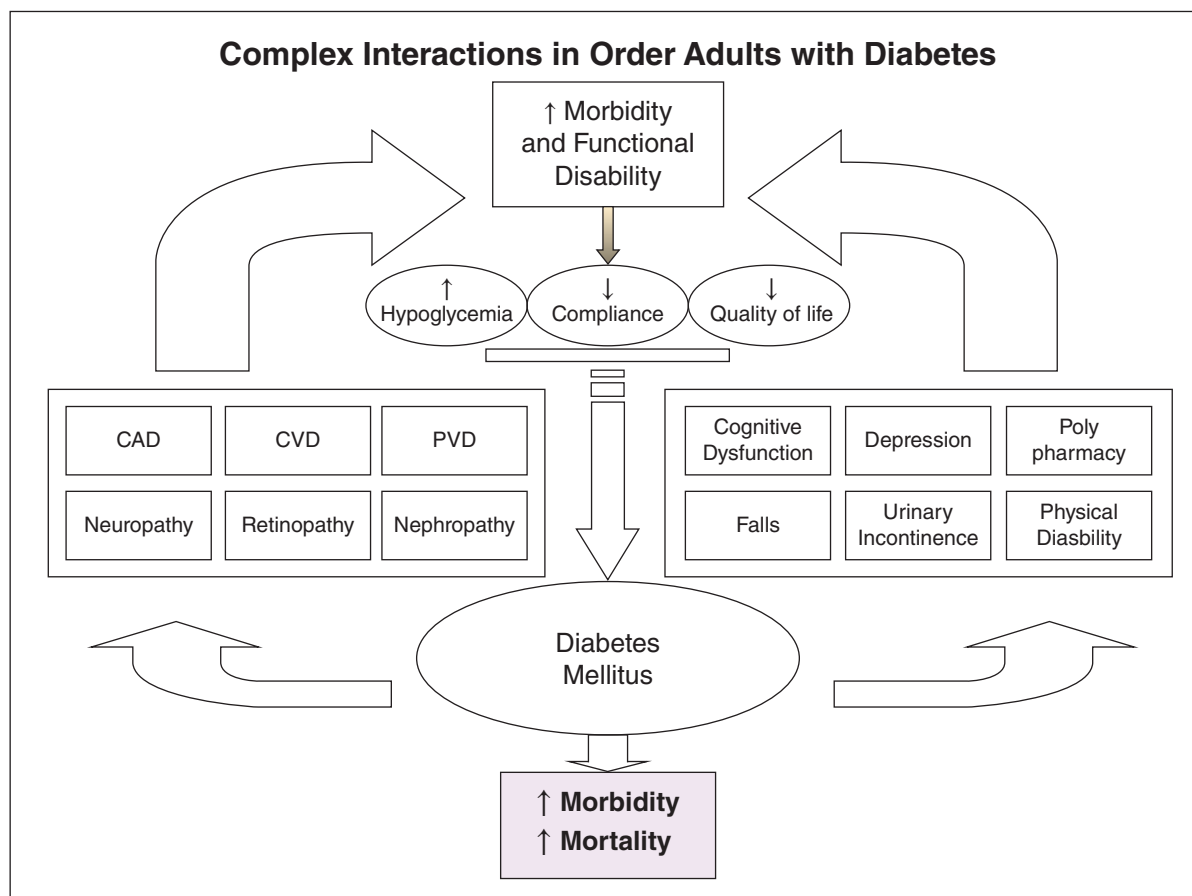 Complex Interactions in Order Adults with Diabetes
↑ Morbidity
and Functional
Disability
↑
Hypoglycemia
↓
Compliance
↓
Quality of life
CAD
CVD
PVD
Neuropathy
Retinopathy
Nephropathy
Cognitive
Dysfunction
Depression
Poly
pharmacy
Falls
Urinary
Incontinence
Physical
Diasbility
Diabetes
Mellitus
↑ Morbidity
↑ Mortality